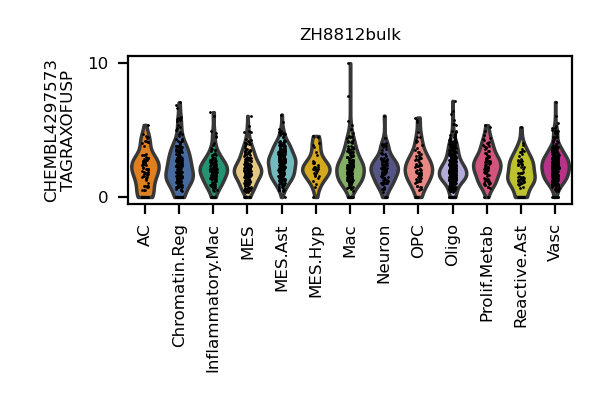 ZH8812bulk
CHEMBL4297573
TAGRAXOFUSP
10
0
AC
Chromatin.Reg
Inflammatory.Mac
MES
MES.Ast
MES.Hyp
Mac
Neuron
OPC
Oligo
Prolif.Metab
Reactive.Ast
Vasc